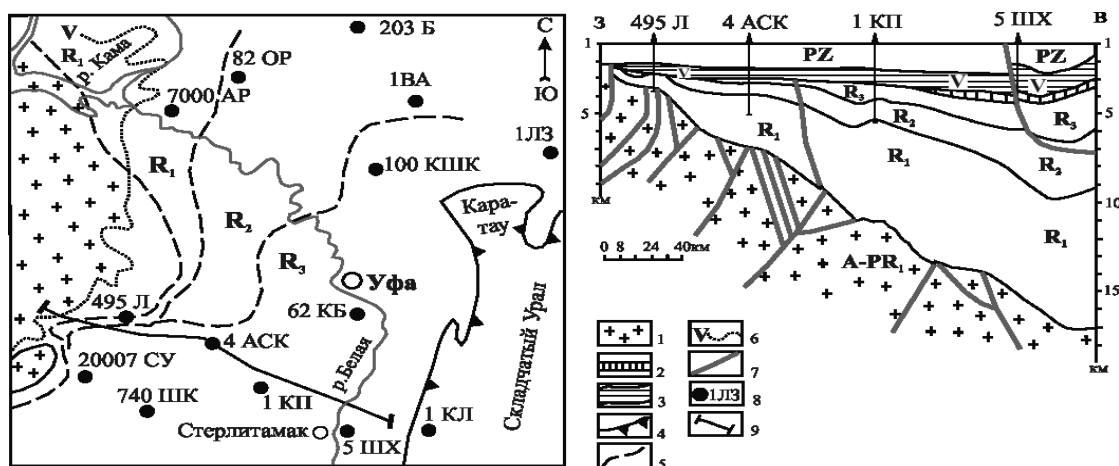 V
R₁
р. Кама
203 Б
С
Ю
82 ОР
1ВА
7000 АР
1ЛЗ
100 КШК
R₁
R₂
R₃
Кара-
тау
Уфа
495 Л
62 КБ
4 АСК
20007 СУ
р.Белая
Складчатый Урал
740 ШК
1 КП
1 КЛ
Стерлитамак
5 ШХ
З 495 Л 4 АСК 1 КП 5 ШХ В
1 PZ PZ 1
V V V
R₃
R₂ R₃
5 R₁ 5
R₁ R₂
км
10
R₁
0 8 24 40км
A-PR₁
15
км
1 V 6
2 7
3 1ЛЗ 8
4 9
5